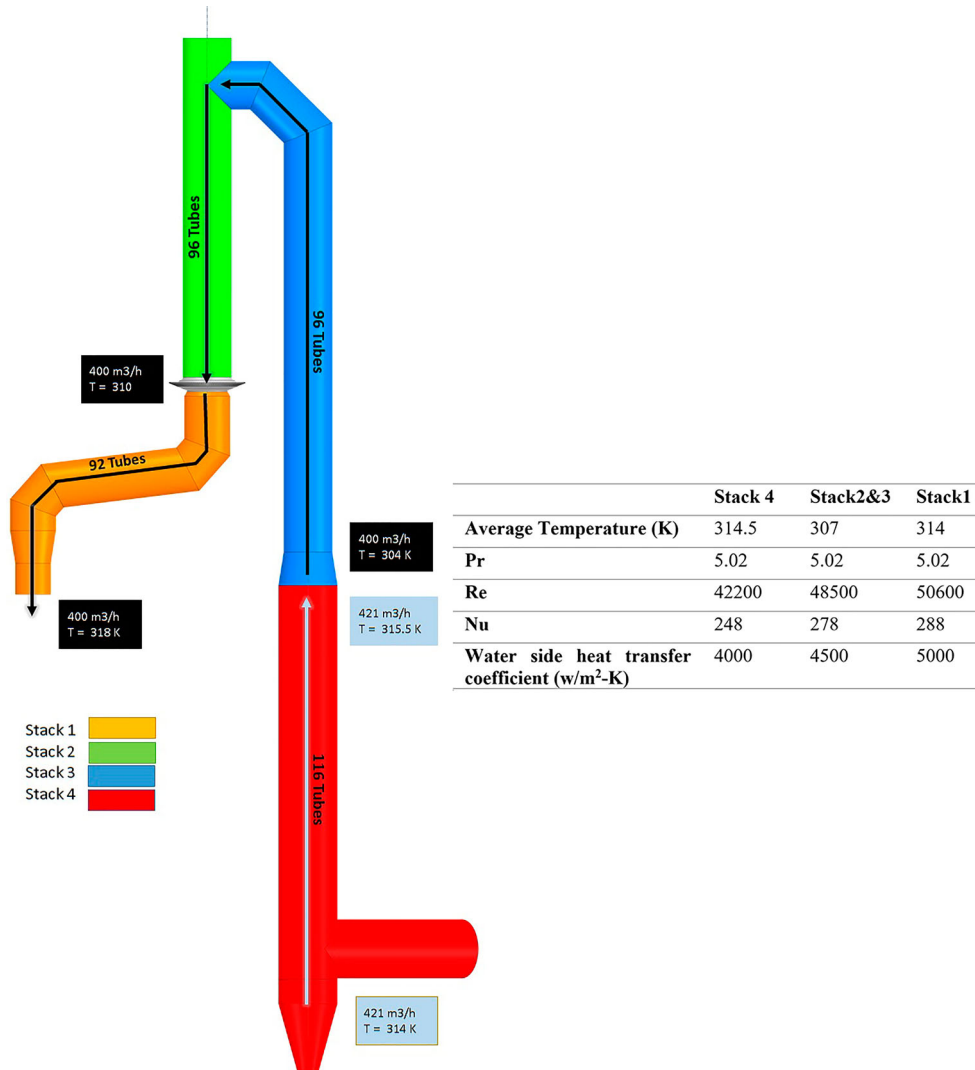 96 Tubes
96 Tubes
400 m3/h
T = 310
92 Tubes
400 m3/h
T = 304 K
400 m3/h
T = 318 K
421 m3/h
T = 315.5 K
Stack 4 Stack2&3 Stack1
Average Temperature (K) 314.5 307 314
Pr 5.02 5.02 5.02
Re 42200 48500 50600
Nu 248 278 288
Water side heat transfer 4000 4500 5000
coefficient (w/m²-K)
Stack 1
Stack 2
Stack 3
Stack 4
116 Tubes
421 m3/h
T = 314 K